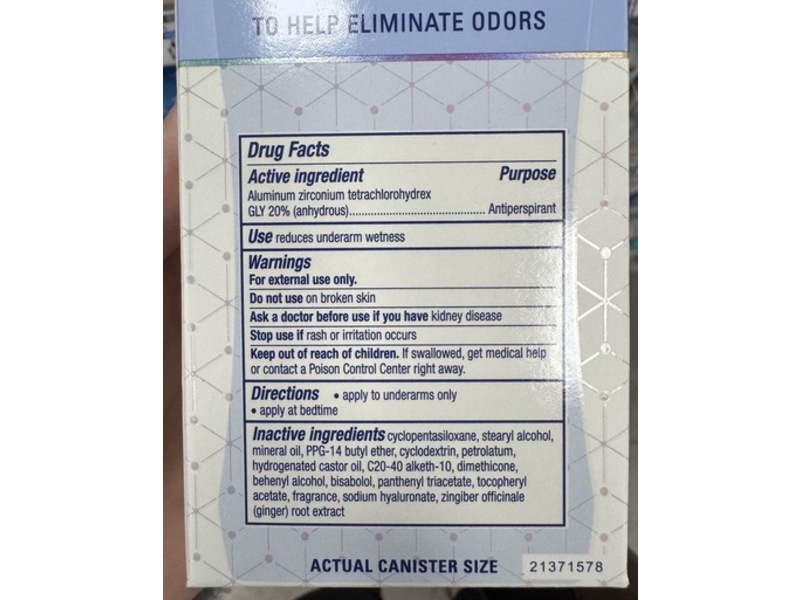 TO HELP ELIMINATE ODORS
Drug Facts
Active ingredient Purpose
Aluminum zirconium tetrachlorohydrex
GLY 20% (anhydrous)............................................. Antiperspirant
Use reduces underarm wetness
Warnings
For external use only.
Do not use on broken skin
Ask a doctor before use if you have kidney disease
Stop use if rash or irritation occurs
Keep out of reach of children. If swallowed, get medical help
or contact a Poison Control Center right away.
Directions • apply to underarms only
• apply at bedtime
Inactive ingredients cyclopentasiloxane, stearyl alcohol,
mineral oil, PPG-14 butyl ether, cyclodextrin, petrolatum,
hydrogenated castor oil, C20-40 alketh-10, dimethicone,
behenyl alcohol, bisabolol, panthenyl triacetate, tocopheryl
acetate, fragrance, sodium hyaluronate, zingiber officinale
(ginger) root extract
ACTUAL CANISTER SIZE 21371578